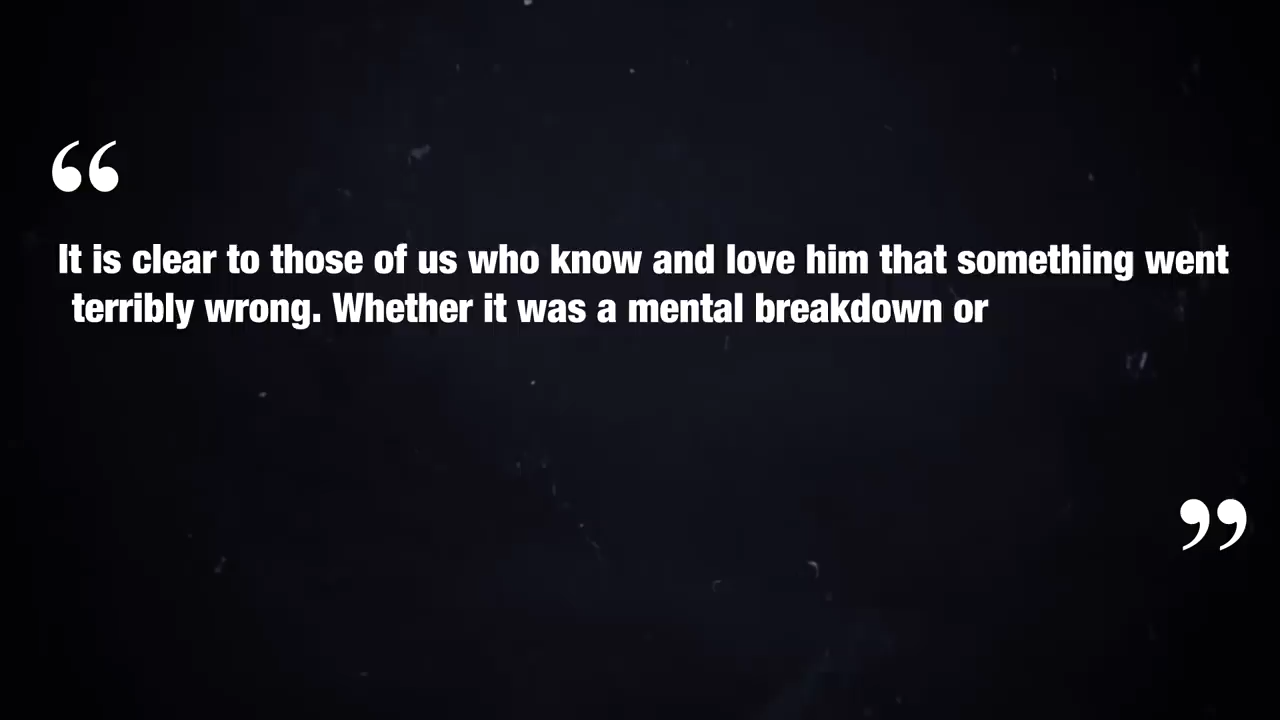 “
It is clear to those of us who know and love him that something went
terribly wrong. Whether it was a mental breakdown or
”